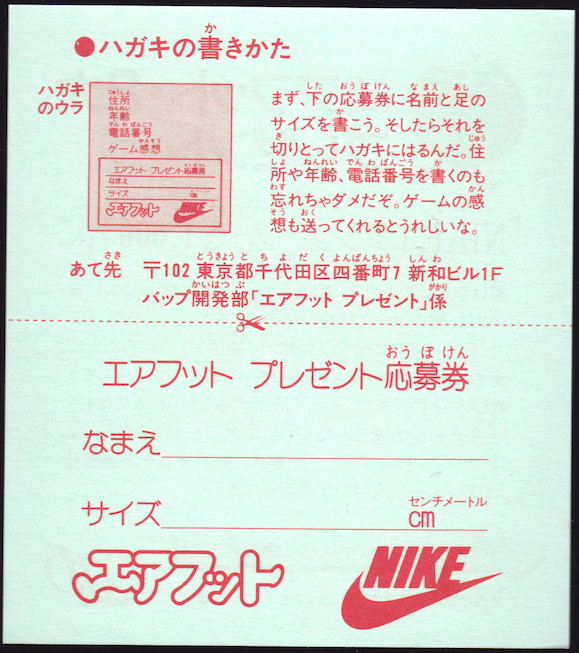 ●ハガキの書きかた
ハガキ
のウラ
住所
年齢
電話番号
ゲーム感想
エアフット プレゼント応募券
なまえ
サイズ cm
エアフット NIKE
まず、下の応募券に名前と足の
サイズを書こう。そしたらそれを
切りとってハガキにはるんだ。住
所や年齢、電話番号を書くのも
忘れちゃダメだぞ。ゲームの感
想も送ってくれるとうれしいな。
あて先 〒102 東京都千代田区四番町7 新和ビル1F
バップ開発部「エアフット プレゼント」係
エアフット プレゼント応募券
なまえ
サイズ cm
センチメートル
エアフット NIKE